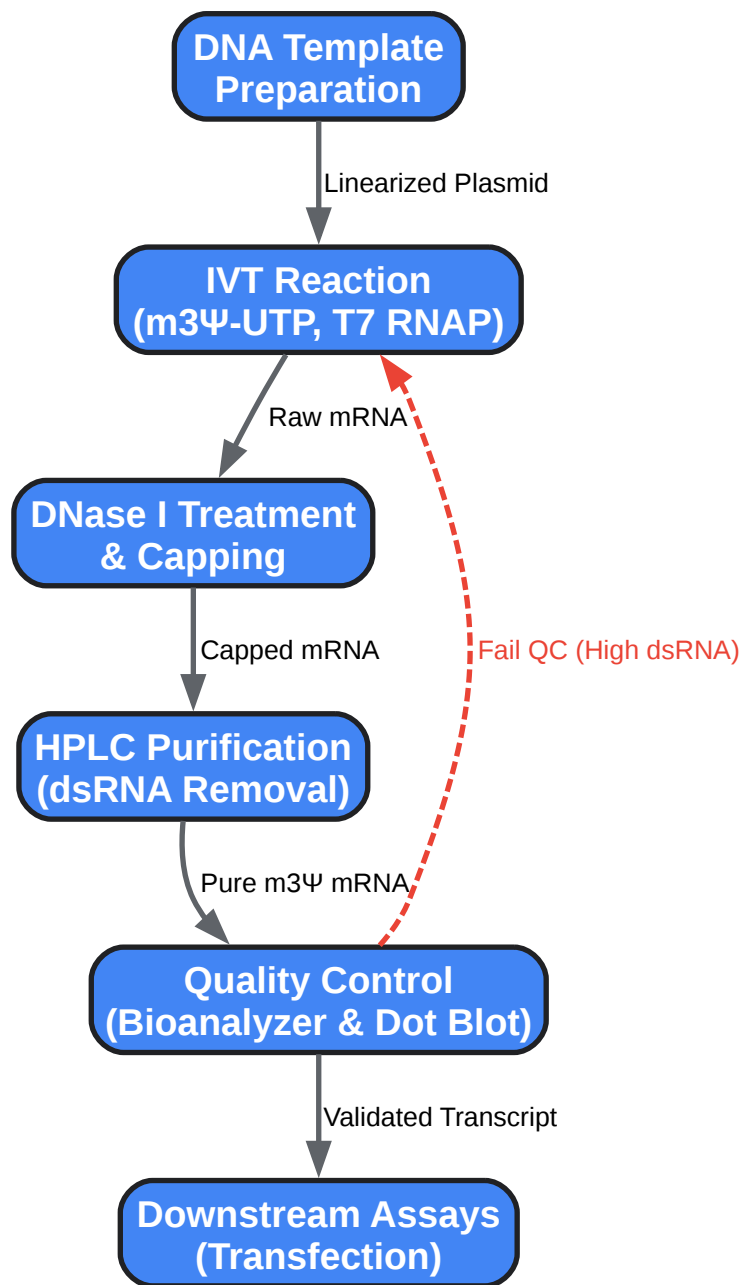 DNA Template
Preparation
Linearized Plasmid
IVT Reaction
(m3Ψ-UTP, T7 RNAP)
Raw mRNA
DNase I Treatment
& Capping
Capped mRNA
Fail QC (High dsRNA)
HPLC Purification
(dsRNA Removal)
Pure m3Ψ mRNA
Quality Control
(Bioanalyzer & Dot Blot)
Validated Transcript
Downstream Assays
(Transfection)